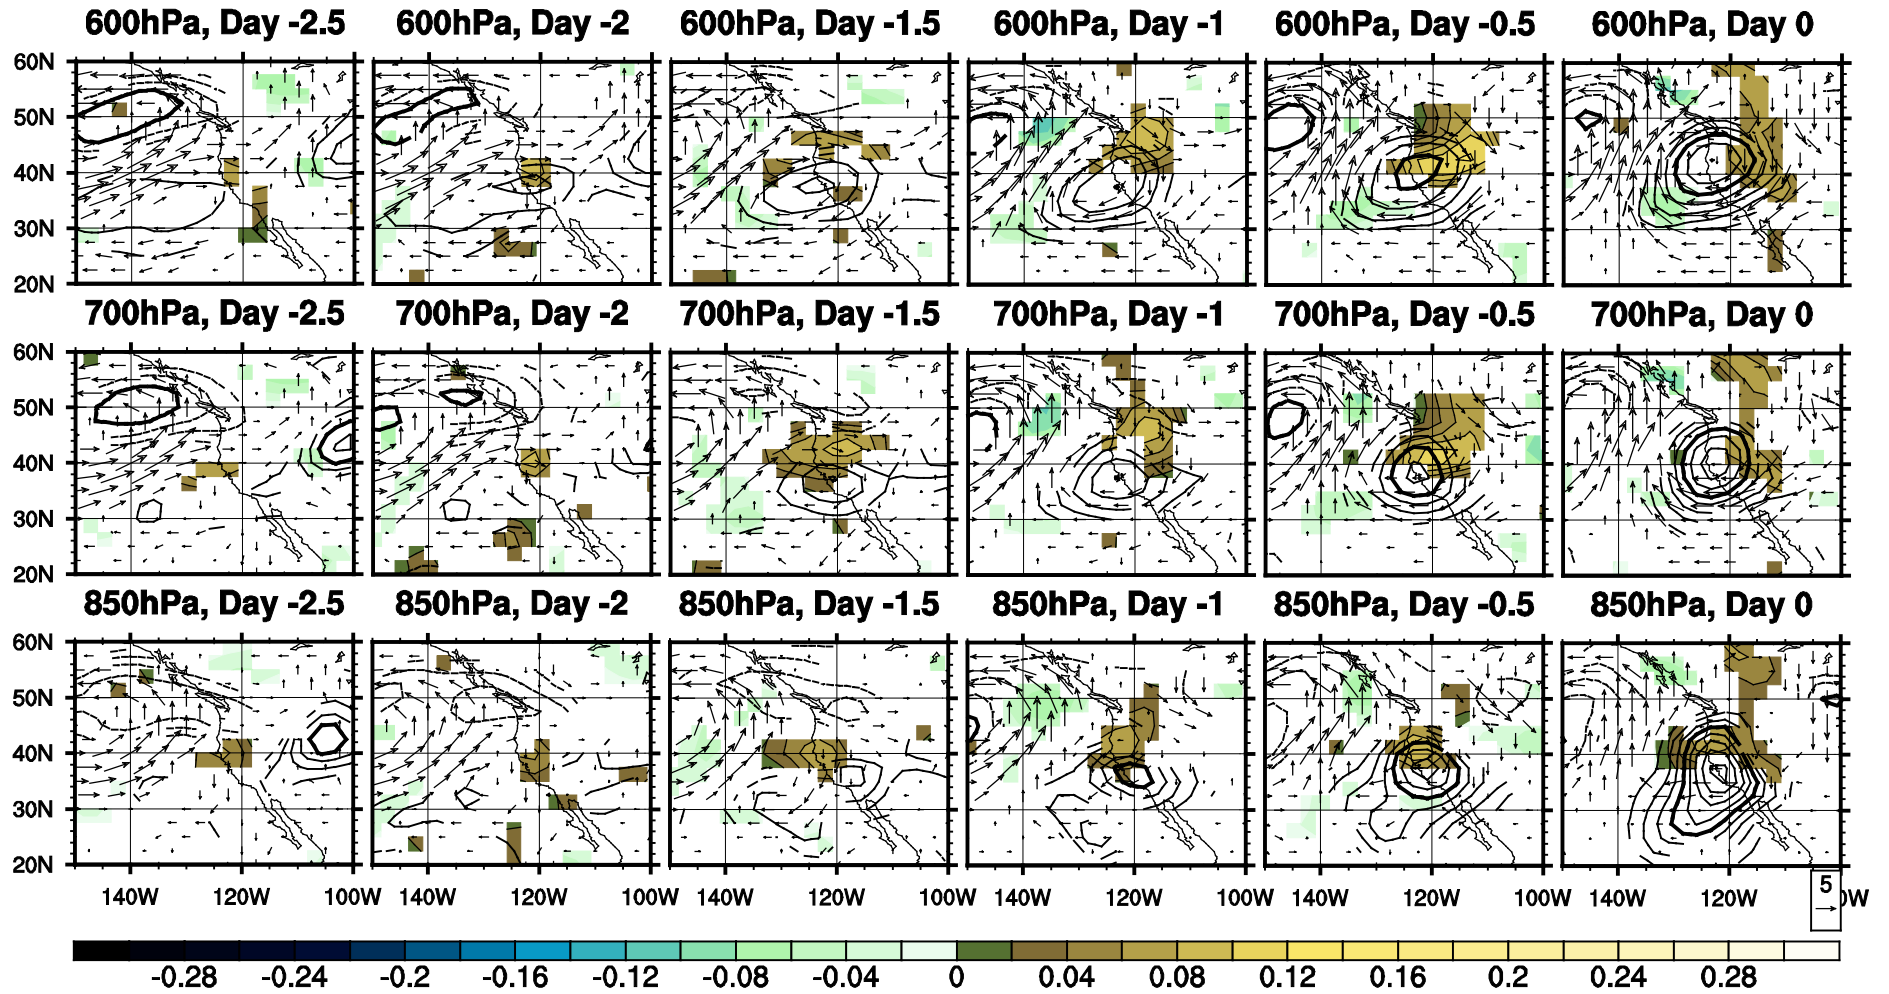 600hPa, Day -2.5 600hPa, Day -2 600hPa, Day -1.5 600hPa, Day -1 600hPa, Day -0.5 600hPa, Day 0
60N
50N
40N
30N
20N
700hPa, Day -2.5 700hPa, Day -2 700hPa, Day -1.5 700hPa, Day -1 700hPa, Day -0.5 700hPa, Day 0
60N
50N
40N
30N
20N
850hPa, Day -2.5 850hPa, Day -2 850hPa, Day -1.5 850hPa, Day -1 850hPa, Day -0.5 850hPa, Day 0
60N
50N
40N
30N
20N
140W 120W 100W 140W 120W 100W 140W 120W 100W 140W 120W 100W 140W 120W 100W 140W 120W 0W
5
-0.28 -0.24 -0.2 -0.16 -0.12 -0.08 -0.04 0 0.04 0.08 0.12 0.16 0.2 0.24 0.28